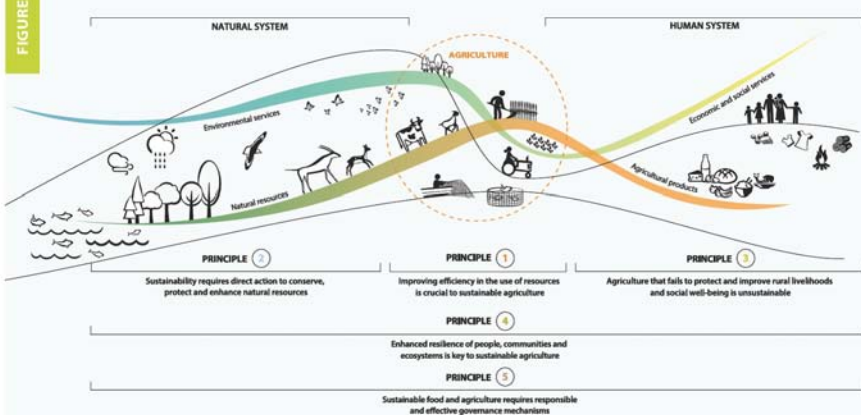 FIGURE
NATURAL SYSTEM
HUMAN SYSTEM
AGRICULTURE
Environmental services
Economic and social services
Natural resources
Agricultural products
PRINCIPLE 2
Sustainability requires direct action to conserve,
protect and enhance natural resources
PRINCIPLE 1
Improving efficiency in the use of resources
is crucial to sustainable agriculture
PRINCIPLE 3
Agriculture that fails to protect and improve rural livelihoods
and social well-being is unsustainable
PRINCIPLE 4
Enhanced resilience of people, communities and
ecosystems is key to sustainable agriculture
PRINCIPLE 5
Sustainable food and agriculture requires responsible
and effective governance mechanisms